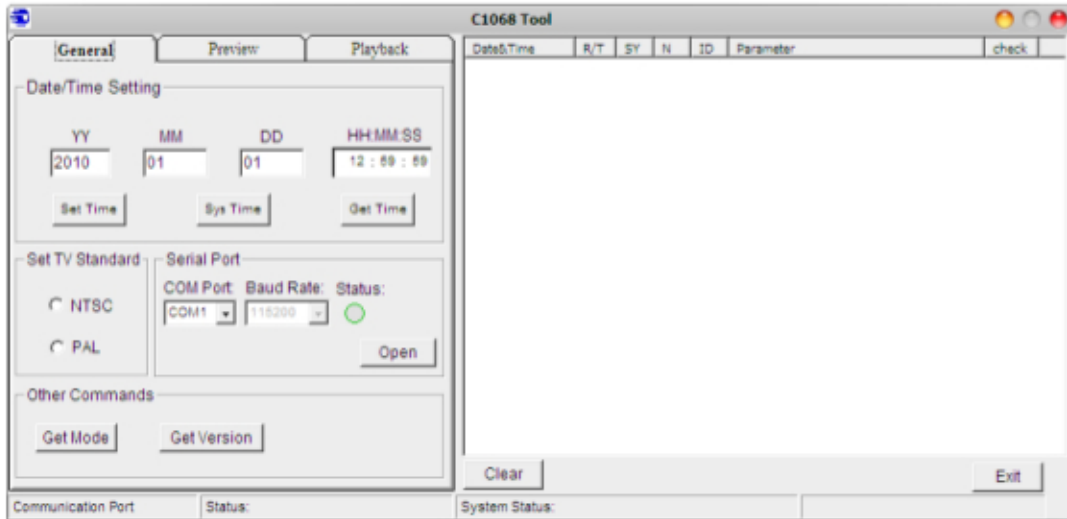 C1068 Tool
General Preview Playback
Date/Time Setting
YY MM DD HH:MM:SS
2010 01 01 12 : 59 : 59
Set Time Sys Time Get Time
Set TV Standard
NTSC
PAL
Serial Port
COM Port: Baud Rate: Status:
COM1 115200
Open
Other Commands
Get Mode Get Version
Date&Time R/T SY N ID Parameter check
Clear Exit
Communication Port Status: System Status: